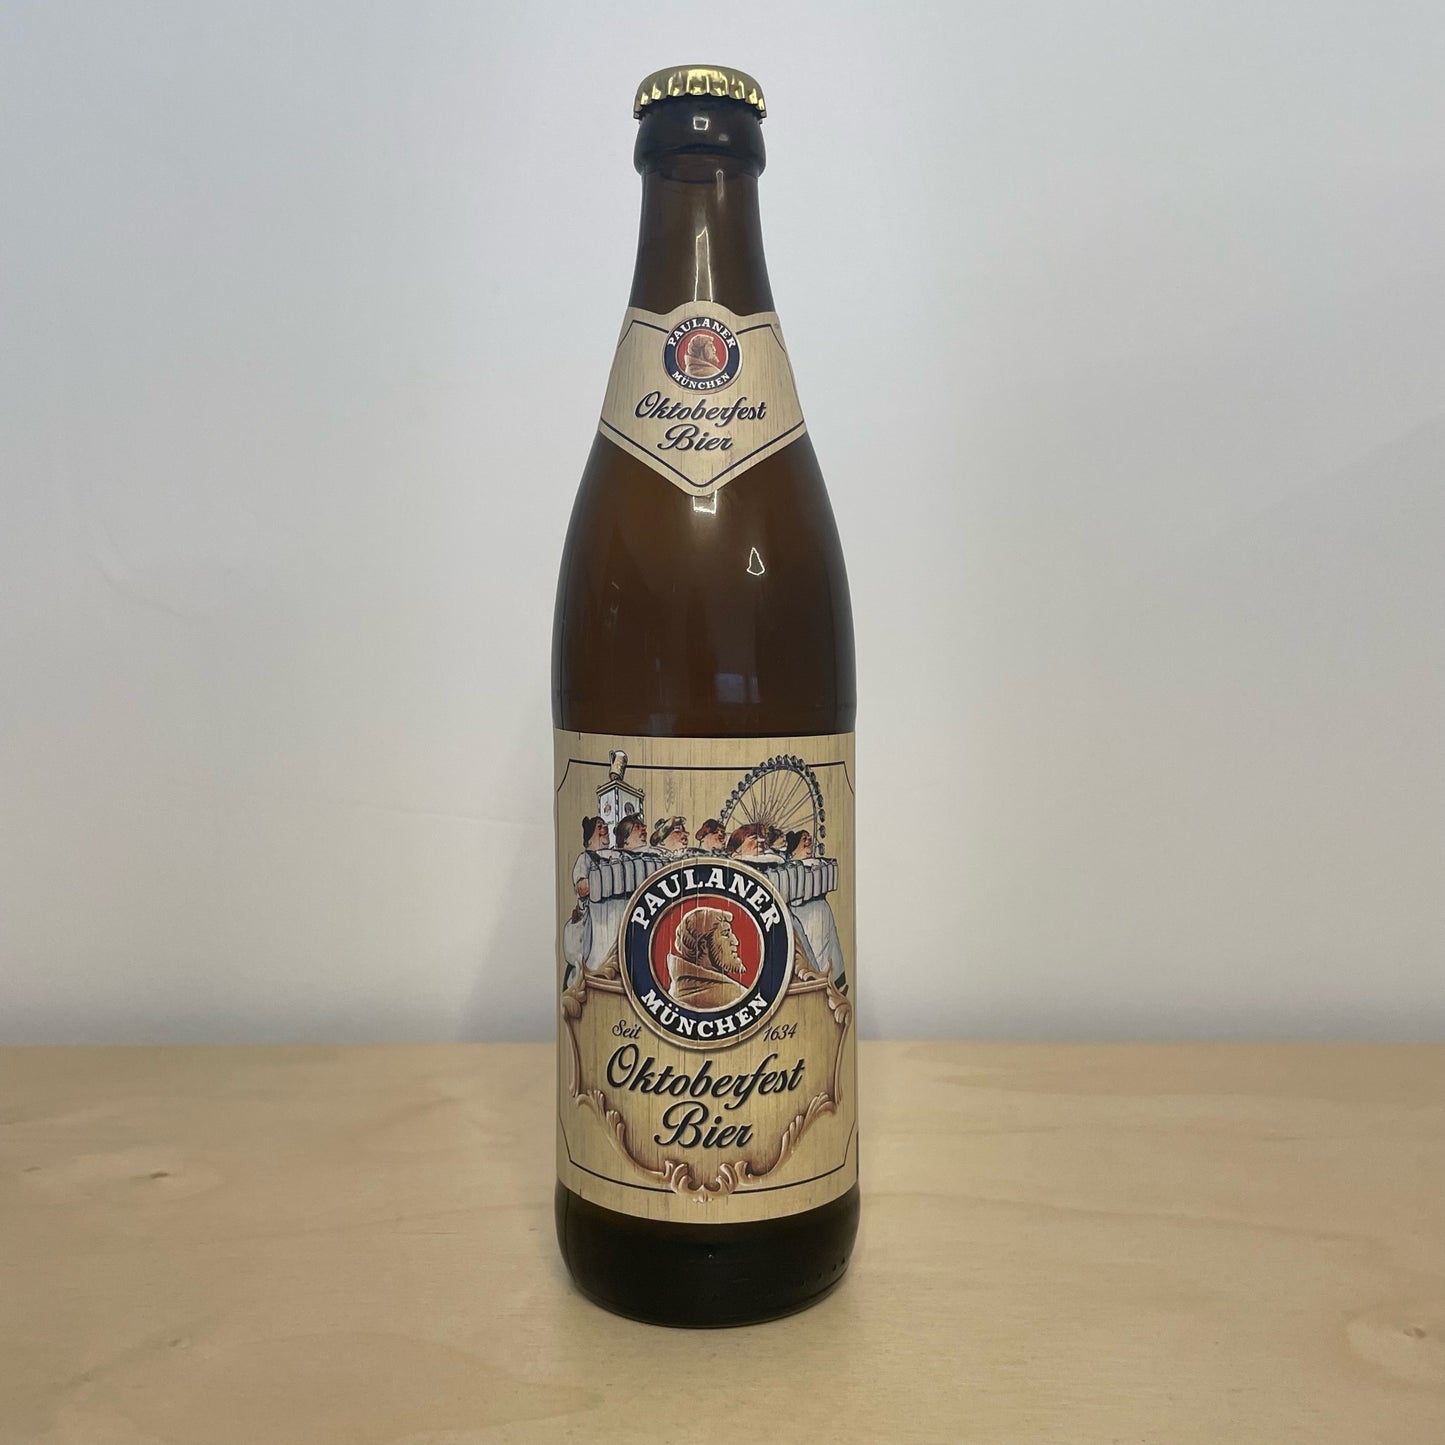 PAULANER
MÜNCHEN
Oktoberfest
Bier
PAULANER
MÜNCHEN
Seit 1634
Oktoberfest
Bier